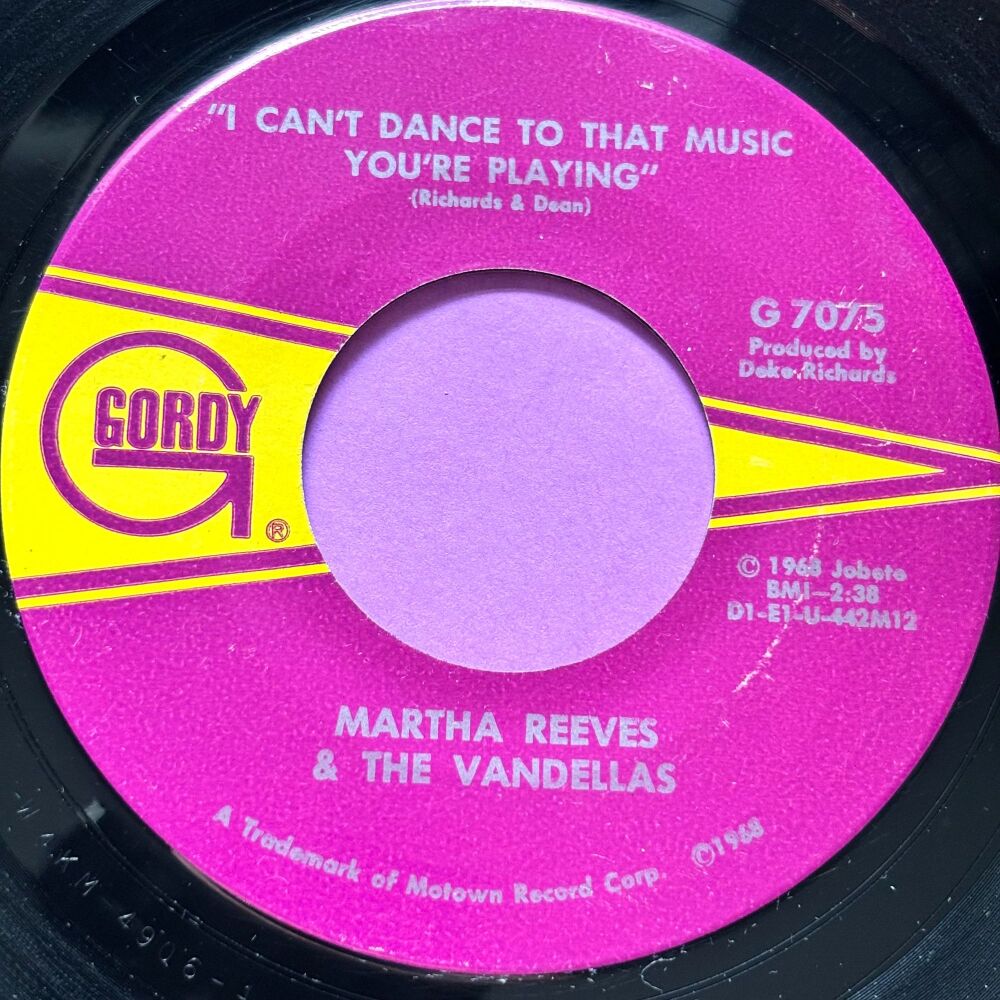 "I CAN'T DANCE TO THAT MUSIC
YOU'RE PLAYING"
(Richards & Dean)
G 7075
Produced by
Deke Richards
GORDY
®
© 1968 Jobete
BMI—2:38
D1-E1-U-442M12
MARTHA REEVES
& THE VANDELLAS
A Trademark of Motown Record Corp. ©1968